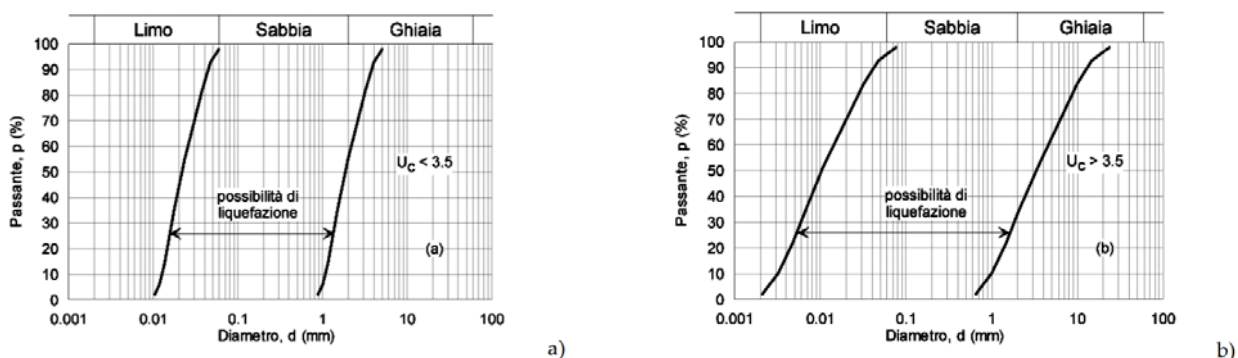 Limo Sabbia Ghiaia
100
90
80
70
60
50
40
30
20
10
0
Passante, p (%)
U_C < 3.5
possibilità di
liquefazione
(a)
0.001 0.01 0.1 1 10 100
Diametro, d (mm)
a)
Limo Sabbia Ghiaia
100
90
80
70
60
50
40
30
20
10
0
Passante, p (%)
U_C > 3.5
possibilità di
liquefazione
(b)
0.001 0.01 0.1 1 10 100
Diametro, d (mm)
b)